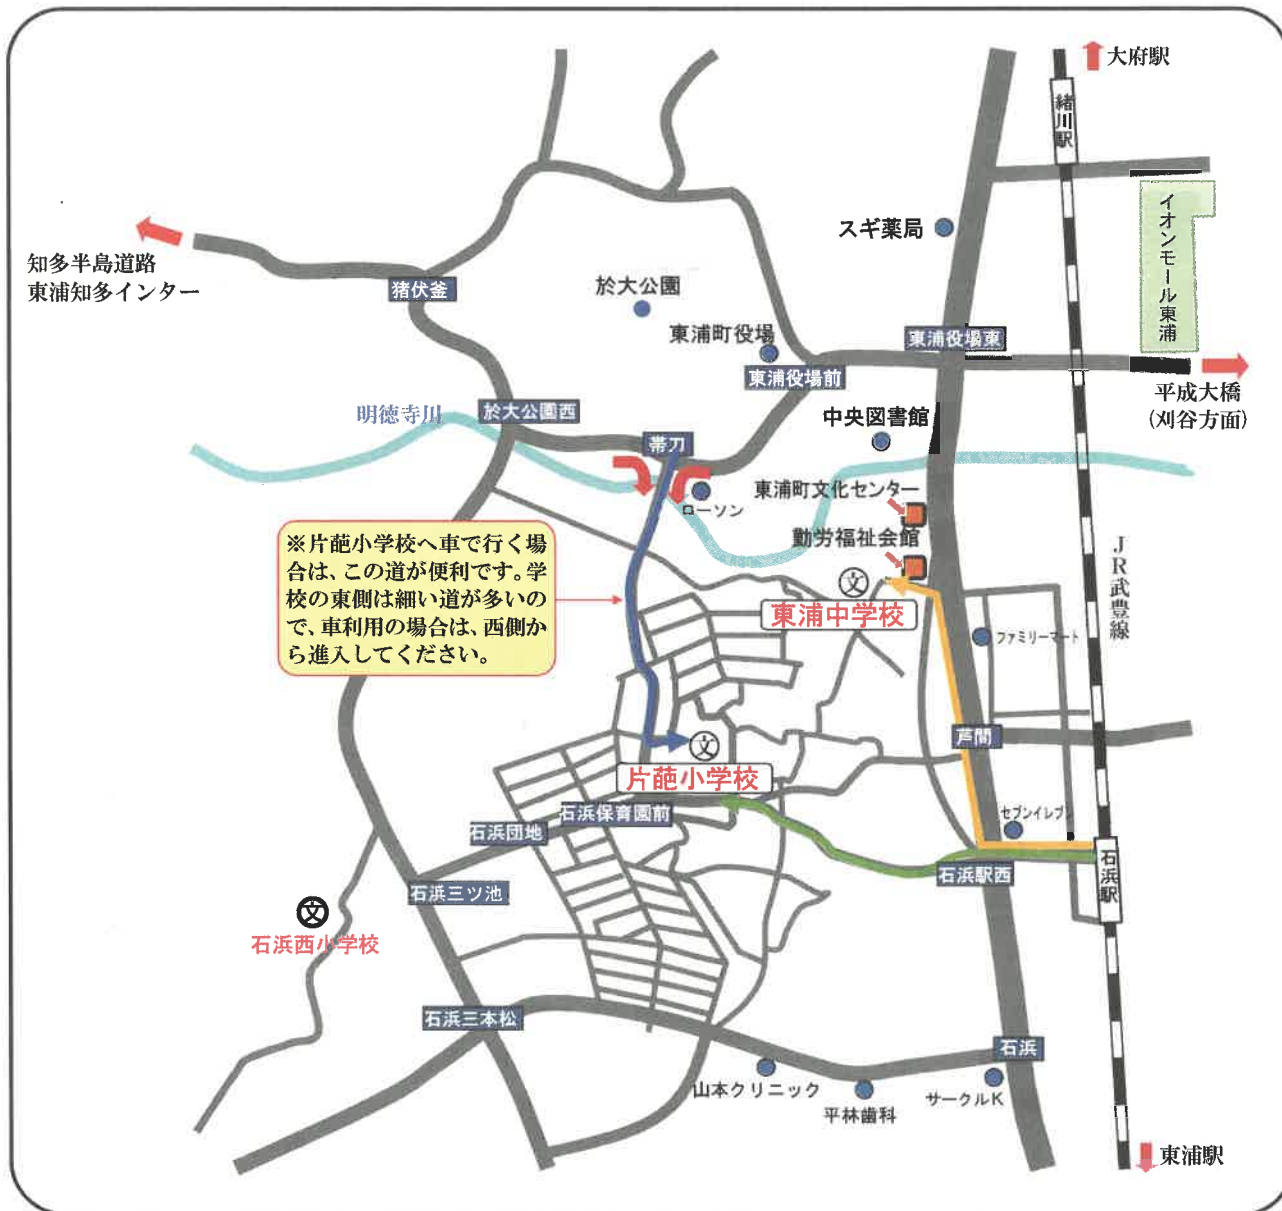 大府駅
緒川駅
イオンモール東浦
スギ薬局
知多半島道路
東浦知多インター
猪伏釜
於大公園
東浦町役場
東浦役場東
東浦役場前
平成大橋
(刈谷方面)
明徳寺川
於大公園西
中央図書館
帯刀
東浦町文化センター
ローソン
勤労福祉会館
※片葩小学校へ車で行く場
合は、この道が便利です。学
校の東側は細い道が多いの
で、車利用の場合は、西側か
ら進入してください。
JR武豊線
文
東浦中学校
ファミリーマート
芦間
文
片葩小学校
石浜保育園前
石浜団地
セブンイレブン
石浜駅西
石浜駅
石浜三ツ池
文
石浜西小学校
石浜三本松
石浜
山本クリニック
平林歯科
サークルK
東浦駅